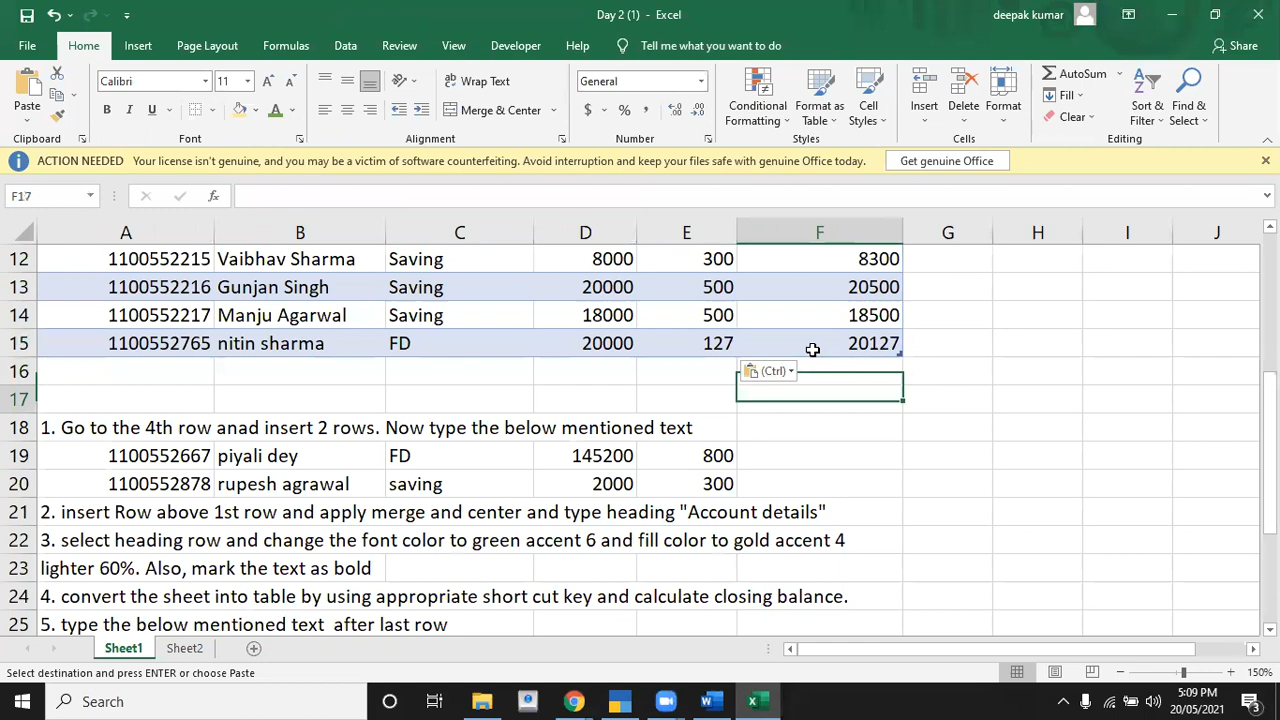 Day 2 (1) - Excel
deepak kumar
File Home Insert Page Layout Formulas Data Review View Developer Help Tell me what you want to do Share
Paste
Calibri 11
B I U
Wrap Text
Merge & Center
General
$ % ,
Conditional Formatting
Format as Table
Cell Styles
Insert Delete Format
AutoSum
Fill
Clear
Sort & Filter
Find & Select
Clipboard Font Alignment Number Styles Cells Editing
ACTION NEEDED Your license isn't genuine, and you may be a victim of software counterfeiting. Avoid interruption and keep your files safe with genuine Office today. Get genuine Office
F17 fx
A B C D E F G H I J
12 1100552215 Vaibhav Sharma Saving 8000 300 8300
13 1100552216 Gunjan Singh Saving 20000 500 20500
14 1100552217 Manju Agarwal Saving 18000 500 18500
15 1100552765 nitin sharma FD 20000 127 20127
16 (Ctrl)
17
18 1. Go to the 4th row anad insert 2 rows. Now type the below mentioned text
19 1100552667 piyali dey FD 145200 800
20 1100552878 rupesh agrawal saving 2000 300
21 2. insert Row above 1st row and apply merge and center and type heading "Account details"
22 3. select heading row and change the font color to green accent 6 and fill color to gold accent 4
23 lighter 60%. Also, mark the text as bold
24 4. convert the sheet into table by using appropriate short cut key and calculate closing balance.
25 5. type the below mentioned text after last row
Sheet1 Sheet2
Select destination and press ENTER or choose Paste
150%
Search
5:09 PM
20/05/2021
3